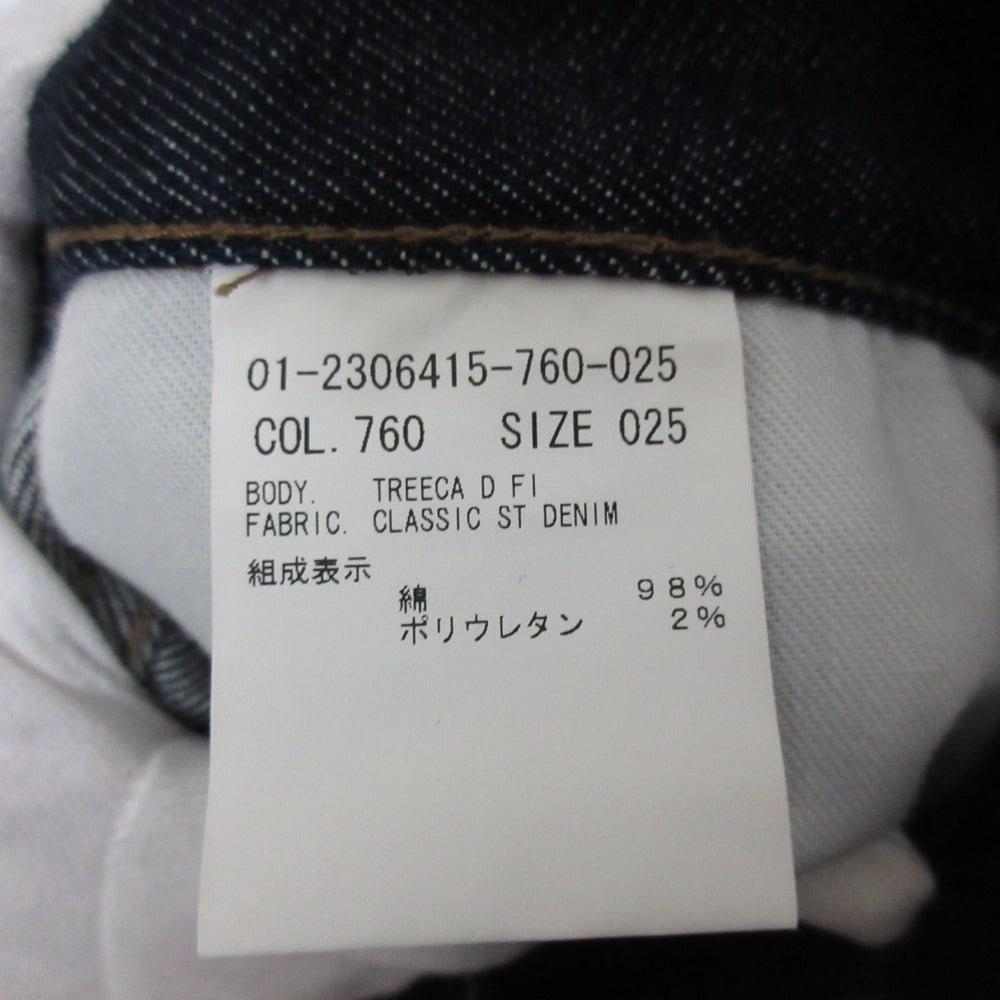 01-2306415-760-025
COL. 760 SIZE 025
BODY. TREECA D FI
FABRIC. CLASSIC ST DENIM
組成表示
綿 98%
ポリウレタン 2%